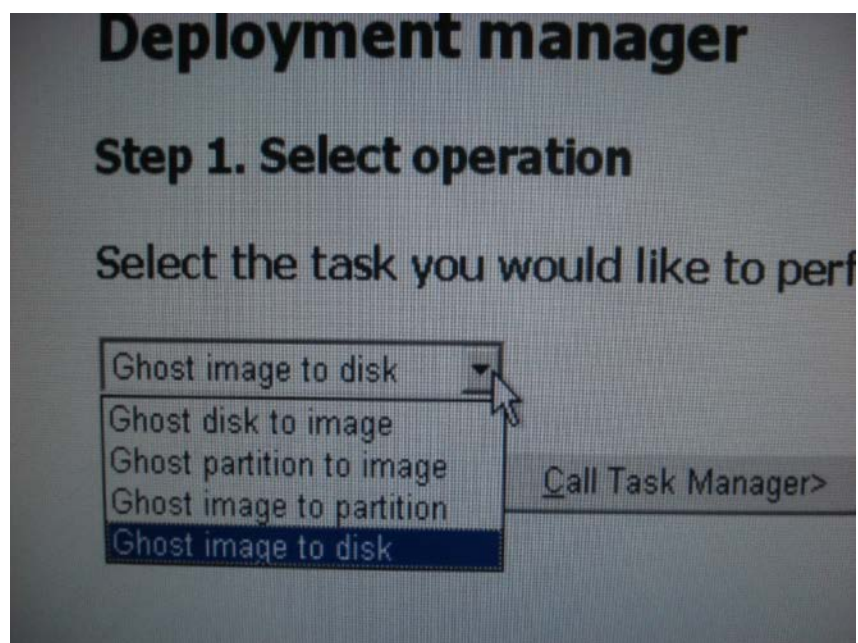 Deployment manager
Step 1. Select operation
Select the task you would like to perf
Ghost image to disk
Ghost disk to image
Ghost partition to image
Ghost image to partition
Ghost image to disk
Call Task Manager>